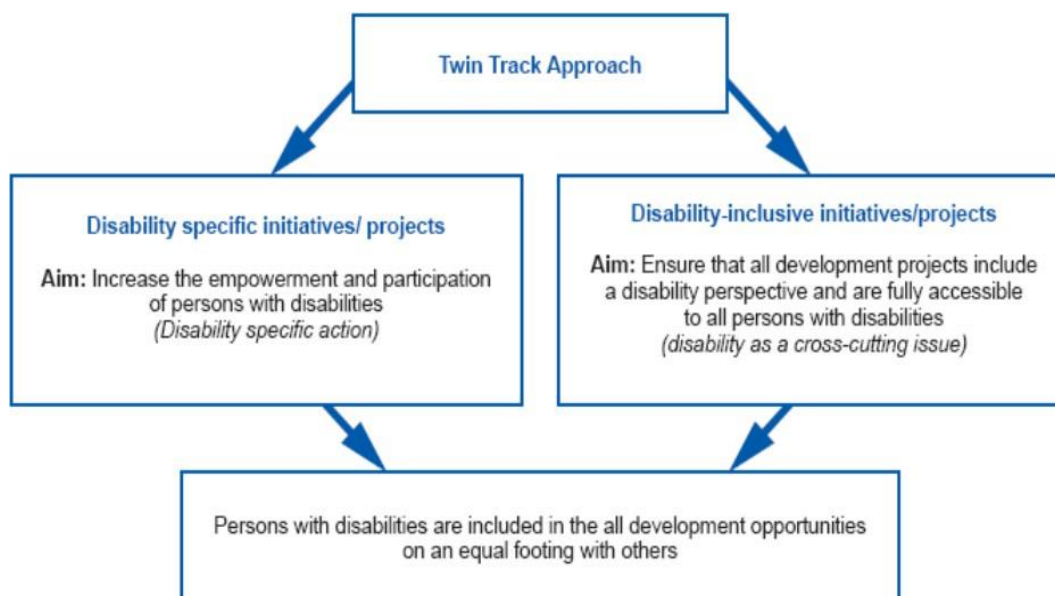 Twin Track Approach
Disability specific initiatives/ projects
Aim: Increase the empowerment and participation
of persons with disabilities
(Disability specific action)
Disability-inclusive initiatives/projects
Aim: Ensure that all development projects include
a disability perspective and are fully accessible
to all persons with disabilities
(disability as a cross-cutting issue)
Persons with disabilities are included in the all development opportunities
on an equal footing with others